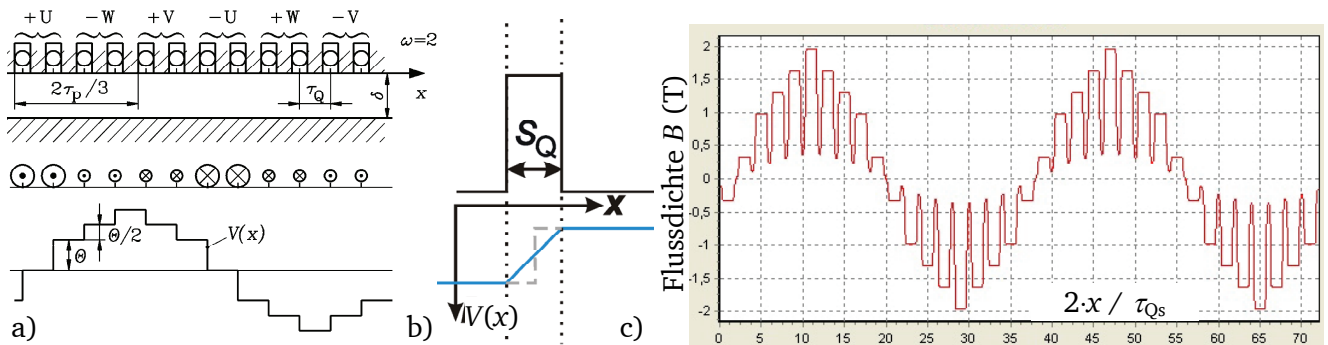 +U −W +V −U +W −V
ω=2
x
2τp/3
τQ
δ
Θ
Θ/2
V(x)
a)
SQ
x
V(x)
b)
c)
Flussdichte B (T)
2
1,5
1
0,5
0
-0,5
-1
-1,5
-2
2·x / τQs
0 5 10 15 20 25 30 35 40 45 50 55 60 65 70